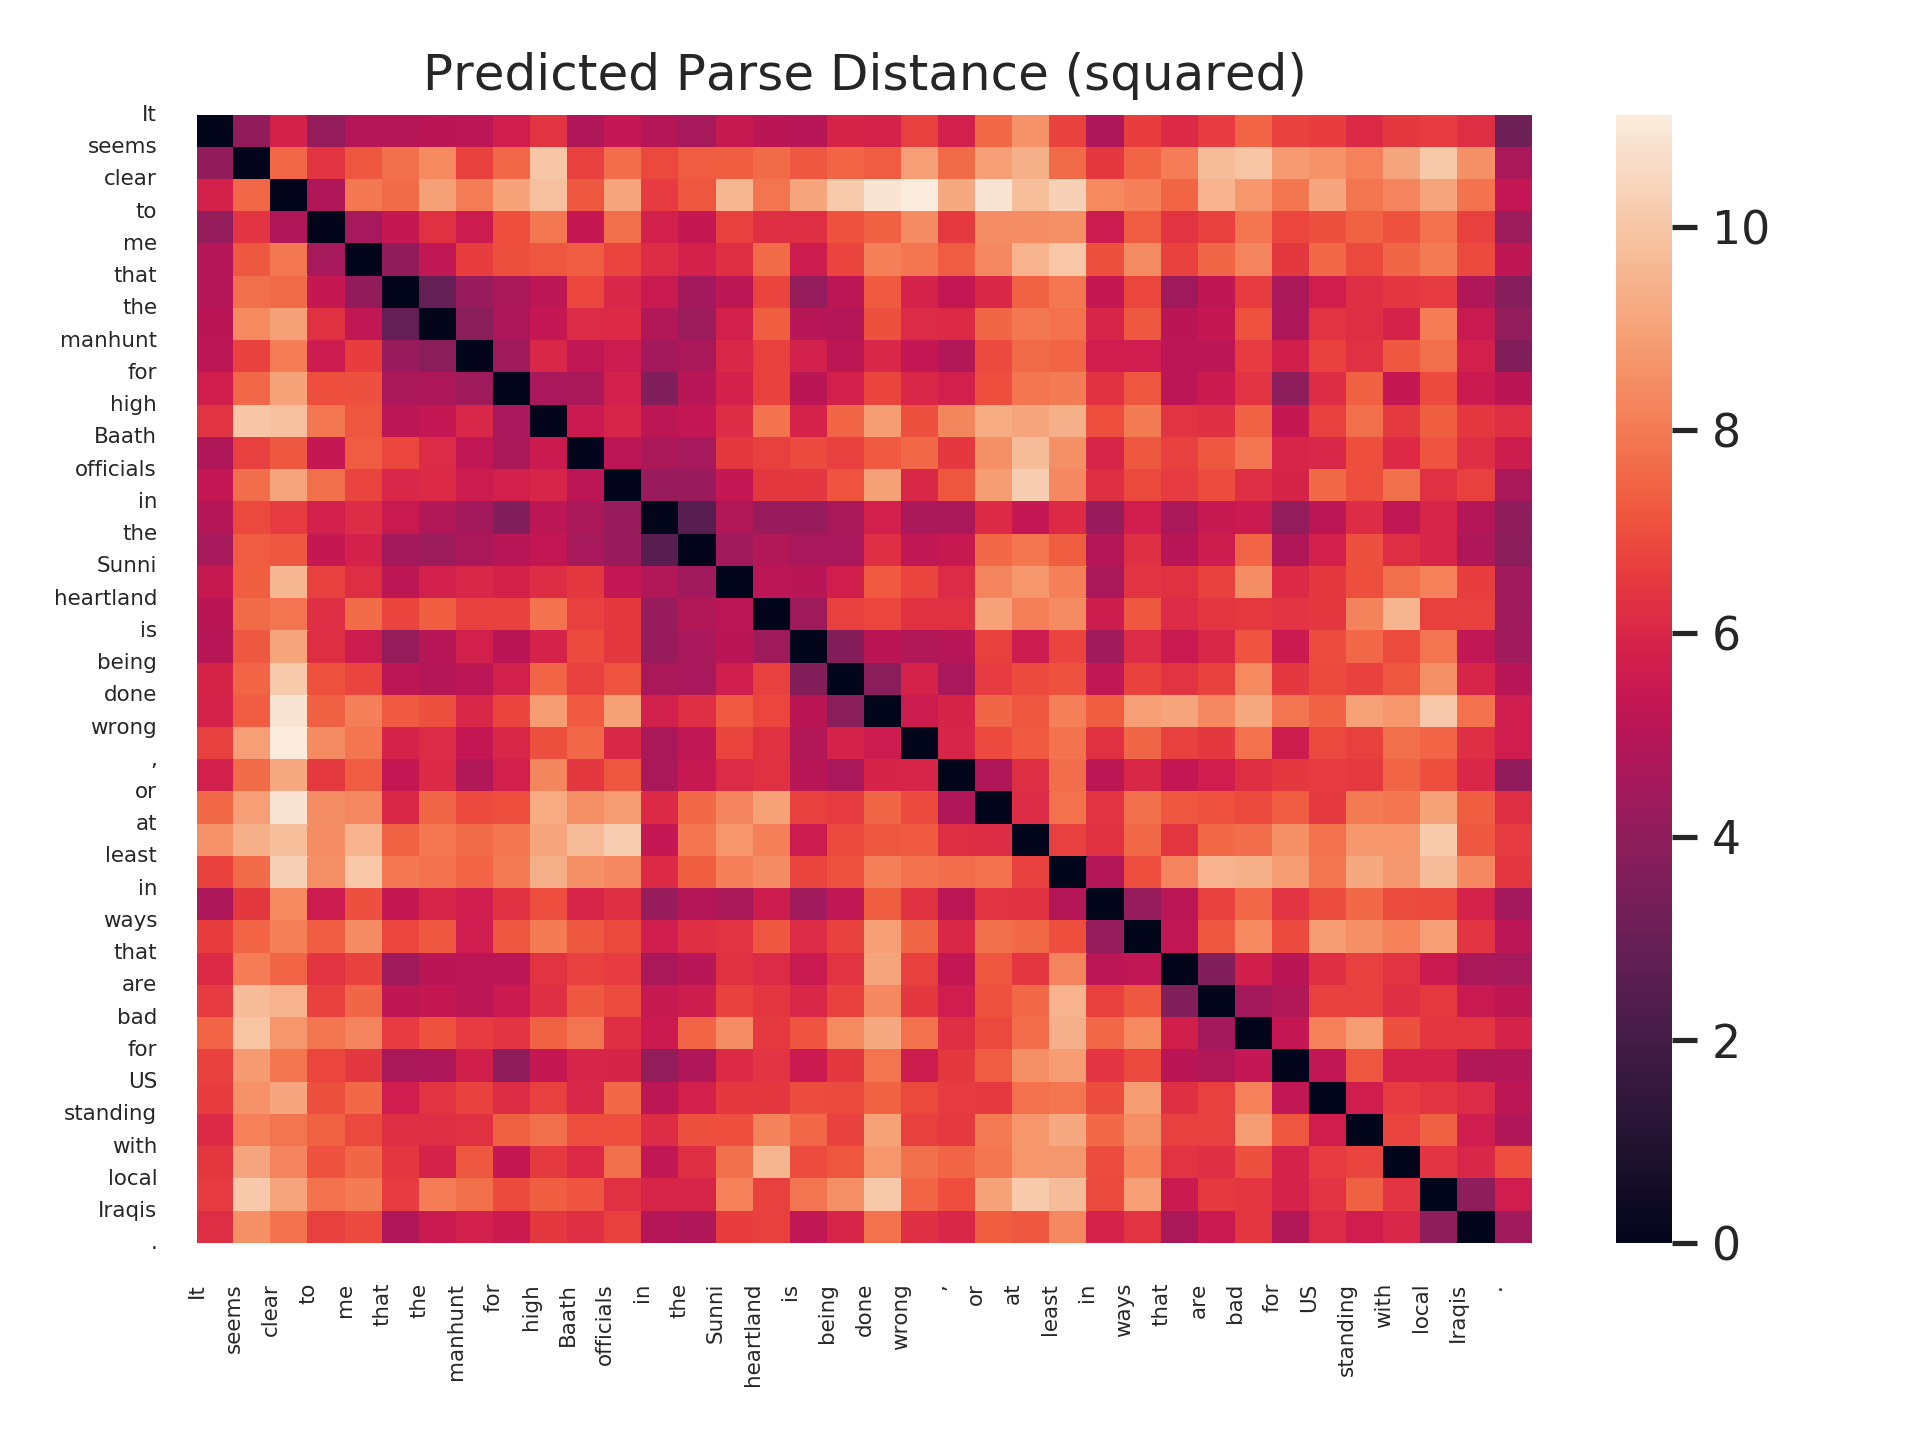 Predicted Parse Distance (squared)
It
seems
clear
to
me
that
the
manhunt
for
high
Baath
officials
in
the
Sunni
heartland
is
being
done
wrong
,
or
at
least
in
ways
that
are
bad
for
US
standing
with
local
Iraqis
.
10
8
6
4
2
0
It
seems
clear
to
me
that
the
manhunt
for
high
Baath
officials
in
the
Sunni
heartland
is
being
done
wrong
,
or
at
least
in
ways
that
are
bad
for
US
standing
with
local
Iraqis
.